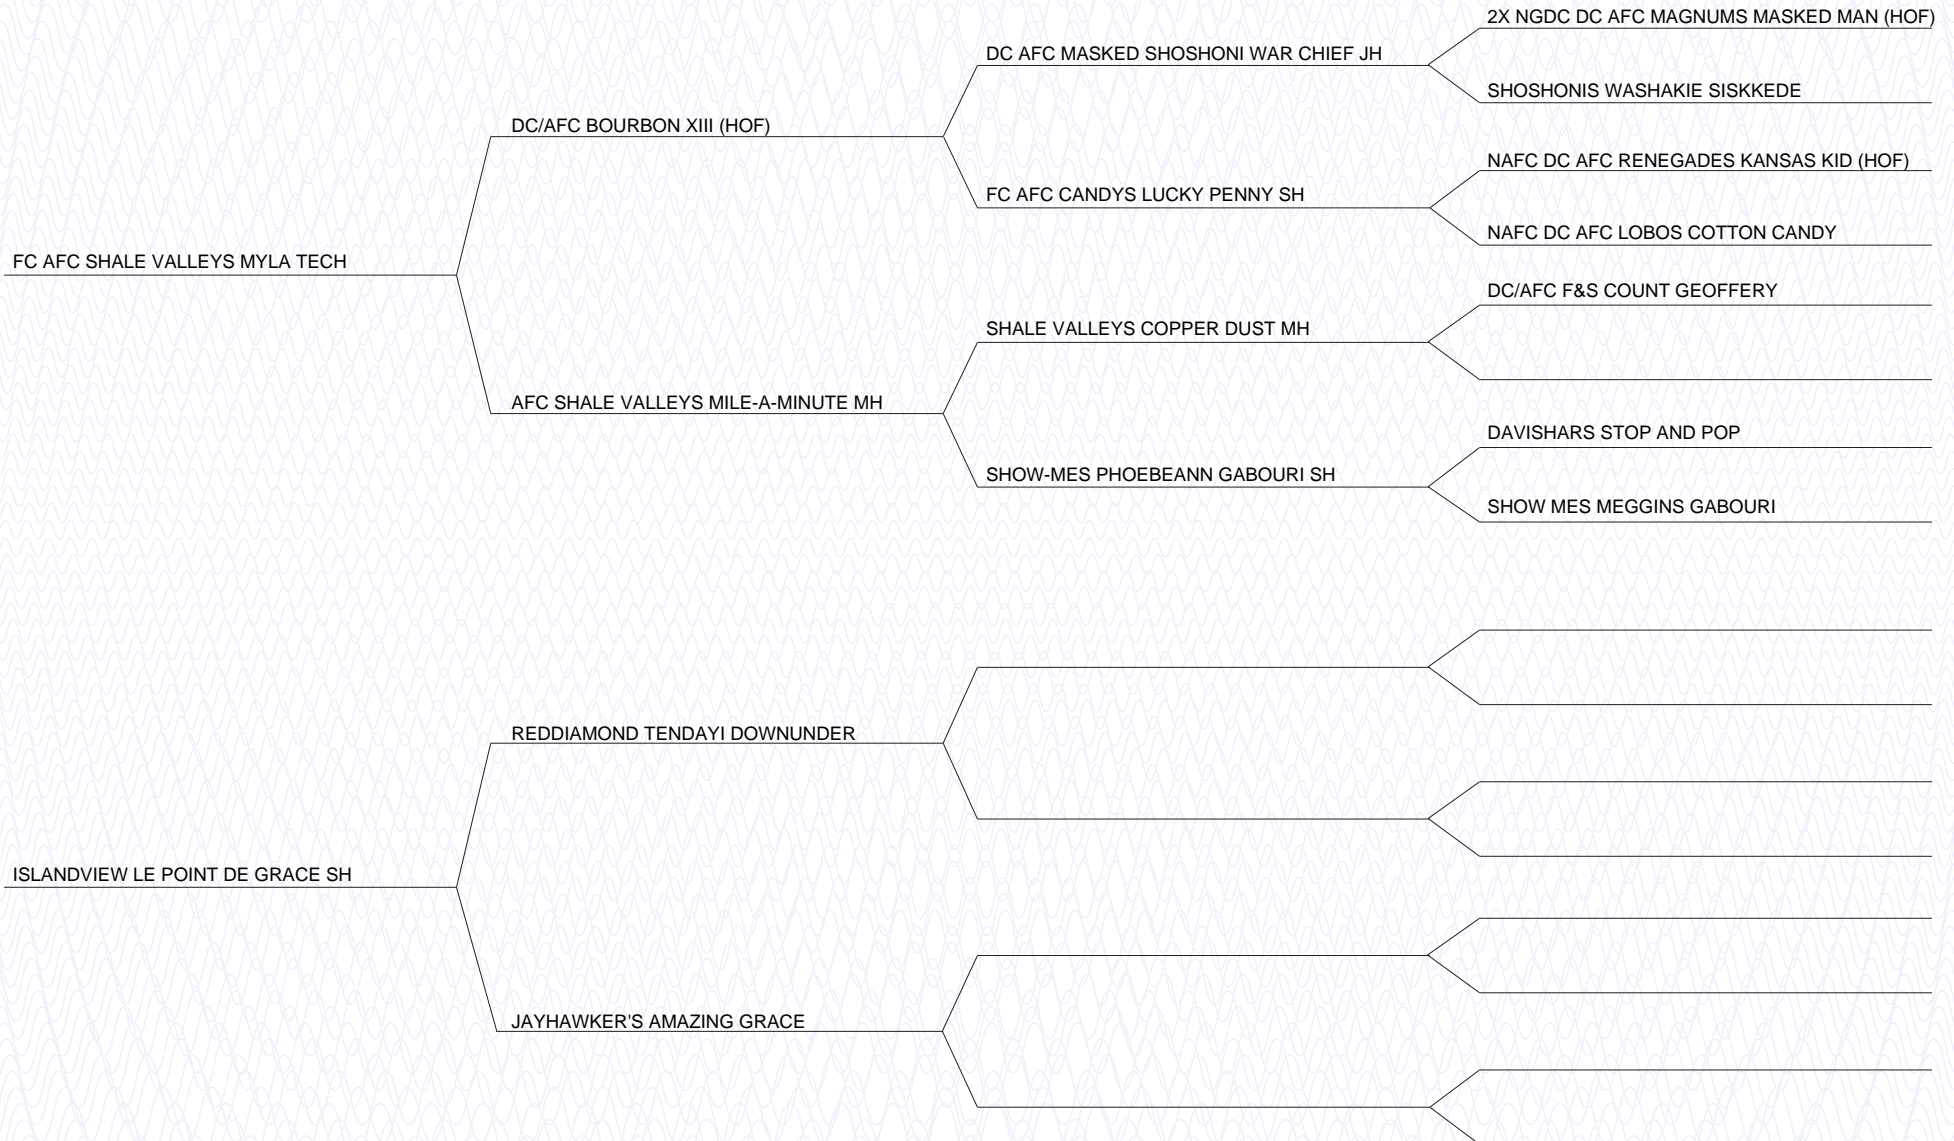 2X NGDC DC AFC MAGNUMS MASKED MAN (HOF)
DC AFC MASKED SHOSHONI WAR CHIEF JH
SHOSHONIS WASHAKIE SISKKEDE
DC/AFC BOURBON XIII (HOF)
NAFC DC AFC RENEGADES KANSAS KID (HOF)
FC AFC CANDYS LUCKY PENNY SH
NAFC DC AFC LOBOS COTTON CANDY
FC AFC SHALE VALLEYS MYLA TECH
DC/AFC F&S COUNT GEOFFERY
SHALE VALLEYS COPPER DUST MH
AFC SHALE VALLEYS MILE-A-MINUTE MH
DAVISHARS STOP AND POP
SHOW-MES PHOEBEANN GABOURI SH
SHOW MES MEGGINS GABOURI
REDDIAMOND TENDAYI DOWNUNDER
ISLANDVIEW LE POINT DE GRACE SH
JAYHAWKER'S AMAZING GRACE